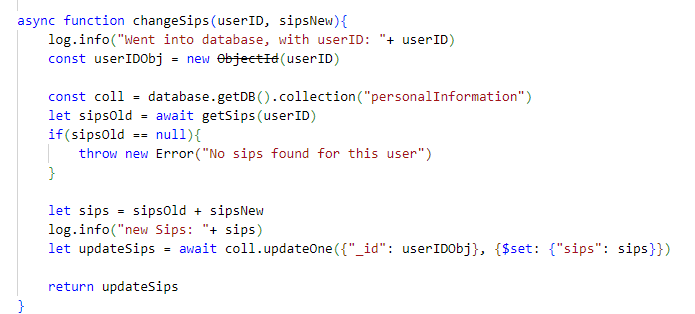 async function changeSips(userID, sipsNew){
    log.info("Went into database, with userID: "+ userID)
    const userIDObj = new ObjectId(userID)

    const coll = database.getDB().collection("personalInformation")
    let sipsOld = await getSips(userID)
    if(sipsOld == null){
        throw new Error("No sips found for this user")
    }

    let sips = sipsOld + sipsNew
    log.info("new Sips: "+ sips)
    let updateSips = await coll.updateOne({"_id": userIDObj}, {$set: {"sips": sips}})

    return updateSips
}